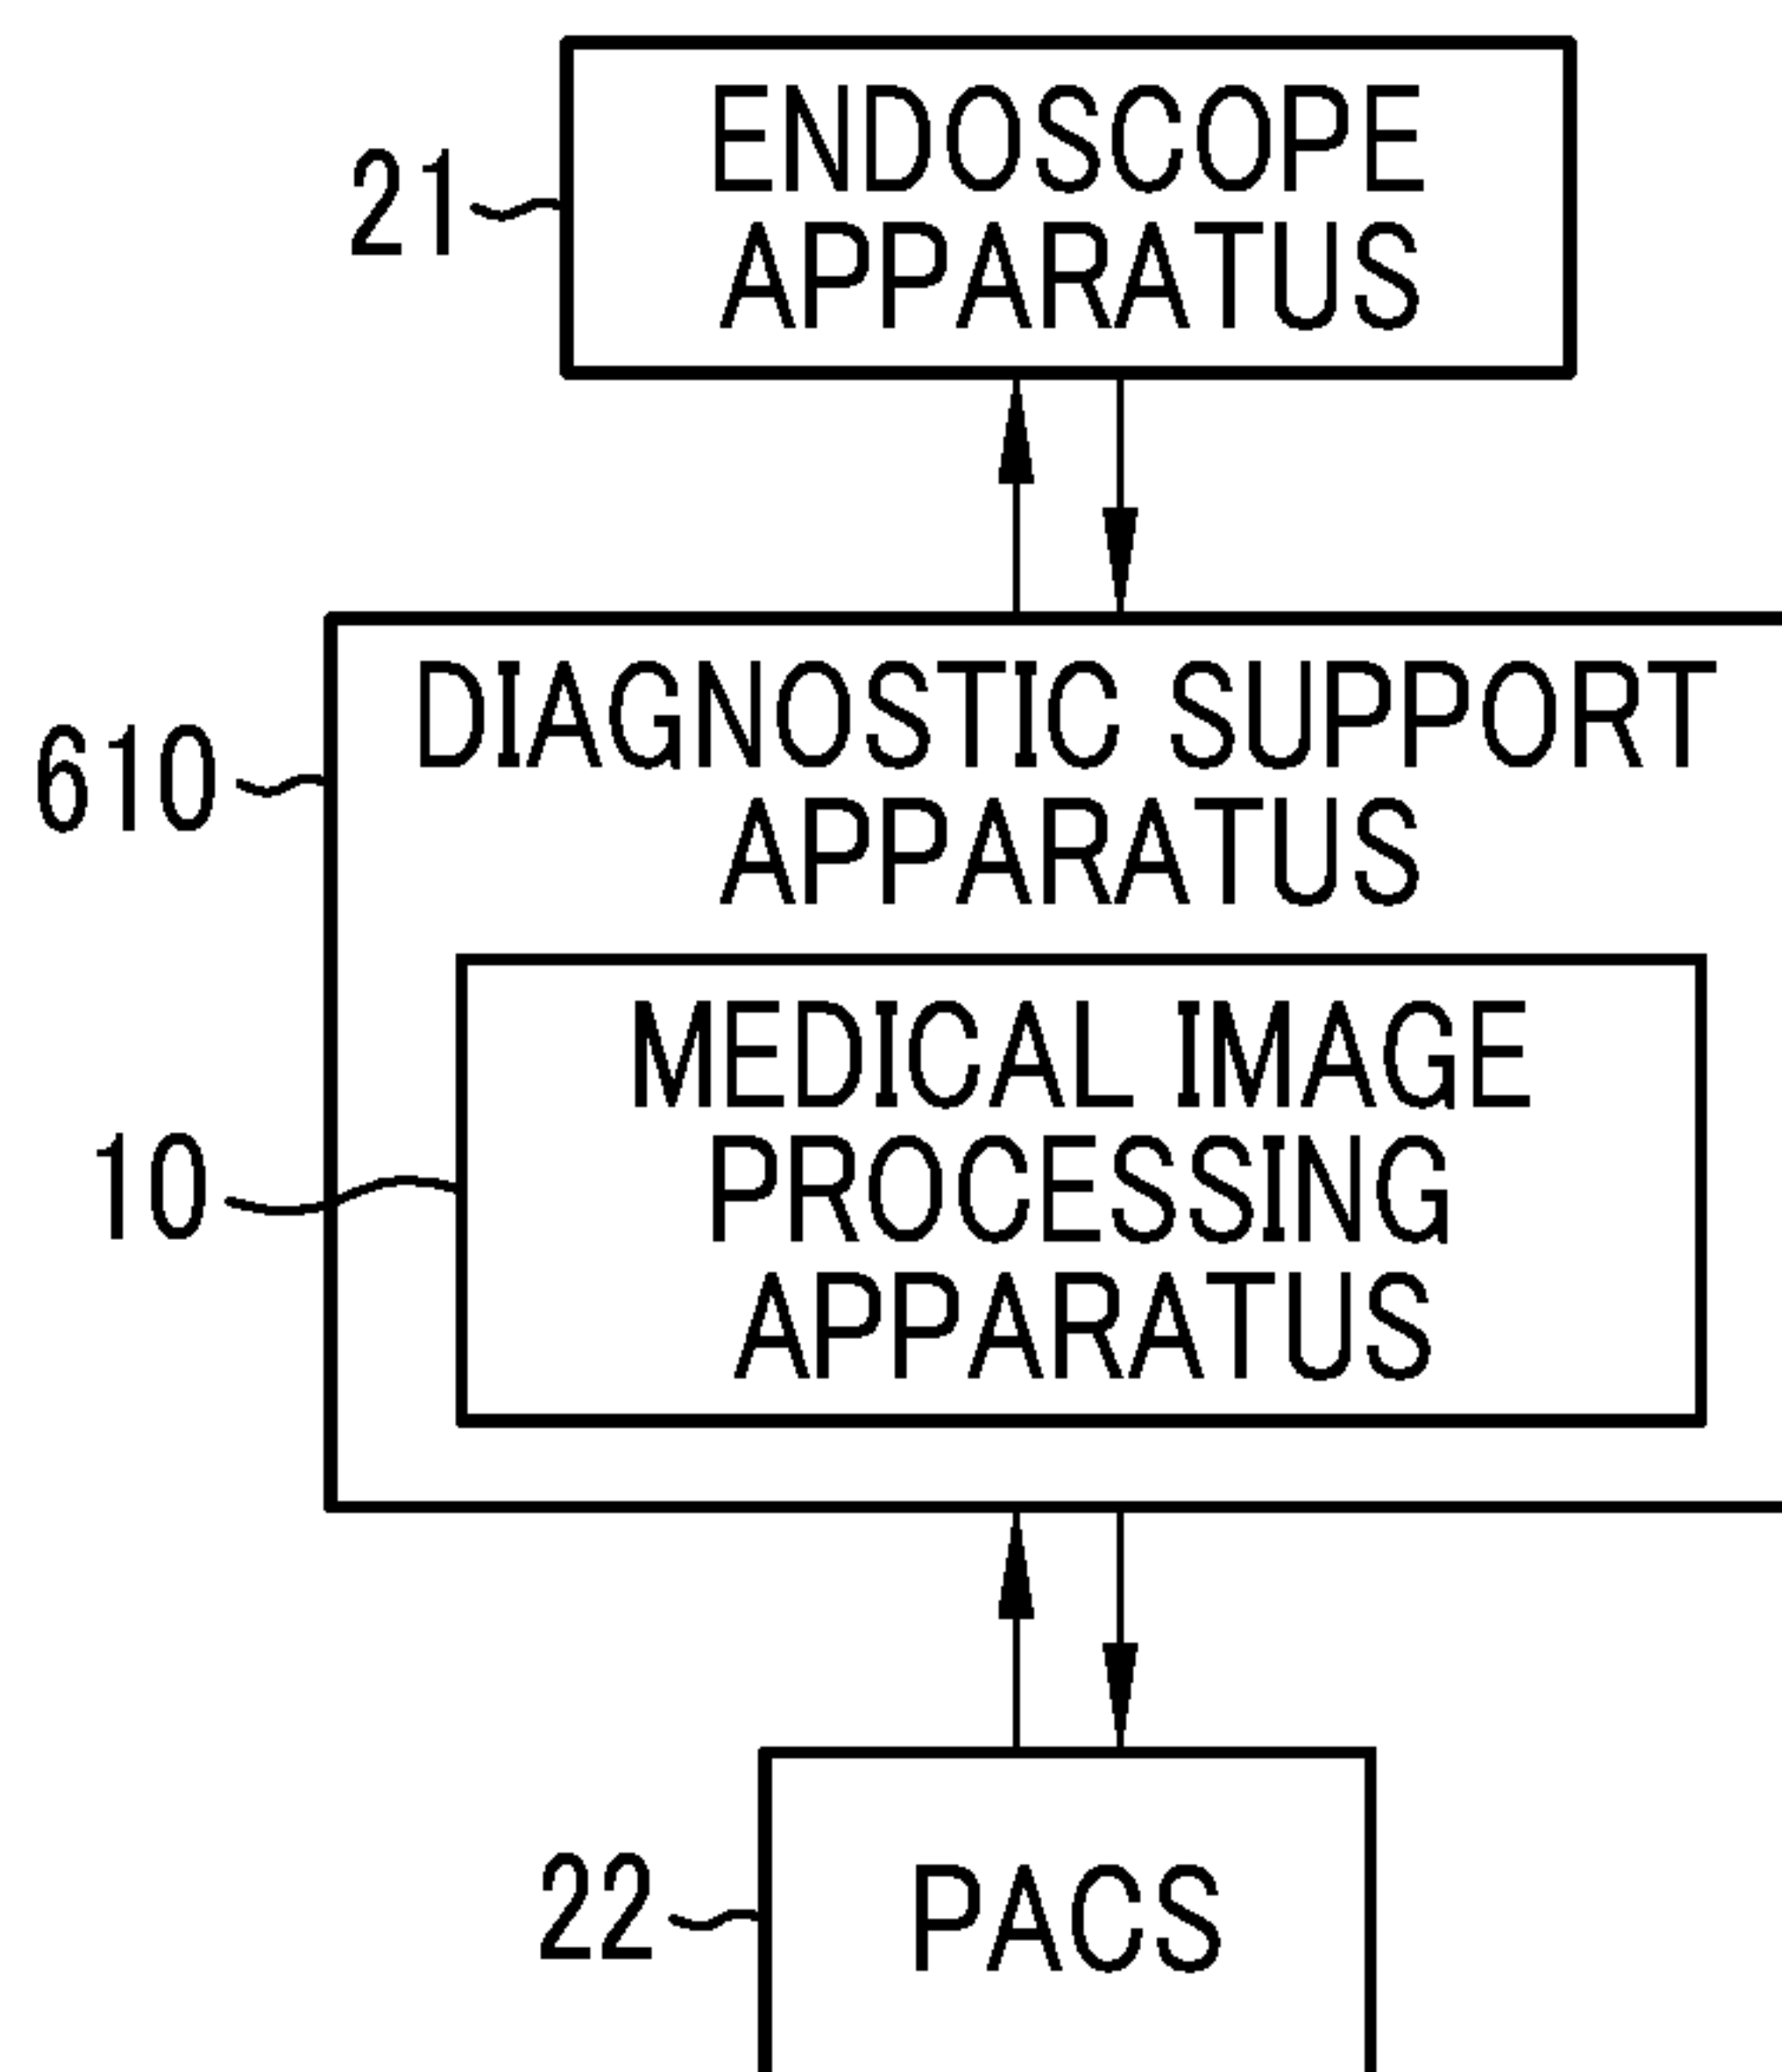 ENDOSCOPE
21
APPARATUS
DIAGNOSTIC SUPPORT
610
APPARATUS
MEDICAL IMAGE
10
PROCESSING
APPARATUS
22
PACS